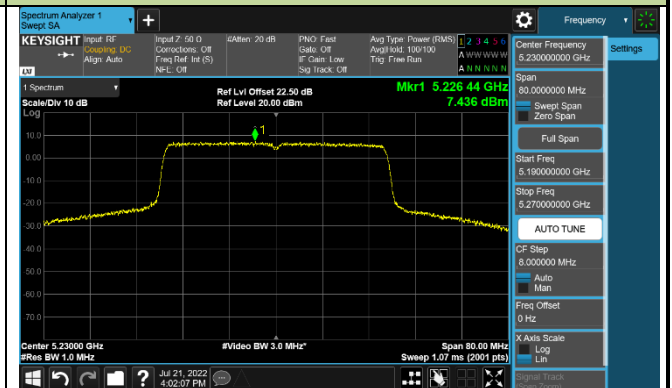 Spectrum Analyzer 1
Swept SA
+
Frequency
KEYSIGHT
Input: RF
Coupling: DC
Align: Auto
Input Z: 50 Ω
Corrections: Off
Freq Ref: Int (S)
NFE: Off
#Atten: 20 dB
PNO: Fast
Gate: Off
IF Gain: Low
Sig Track: Off
Avg Type: Power (RMS)
Avg|Hold: 100/100
Trig: Free Run
1 2 3 4 5 6
A W W W W W
A N N N N N
LXI
1 Spectrum
Scale/Div 10 dB
Log
Ref Lvl Offset 22.50 dB
Ref Level 20.00 dBm
Mkr1 5.226 44 GHz
7.436 dBm
1
10.0
0.00
-10.0
-20.0
-30.0
-40.0
-50.0
-60.0
-70.0
Center 5.23000 GHz
#Res BW 1.0 MHz
#Video BW 3.0 MHz*
Span 80.00 MHz
Sweep 1.07 ms (2001 pts)
Jul 21, 2022
4:02:07 PM
?
Center Frequency
5.230000000 GHz
Settings
Span
80.0000000 MHz
Swept Span
Zero Span
Full Span
Start Freq
5.190000000 GHz
Stop Freq
5.270000000 GHz
AUTO TUNE
CF Step
8.000000 MHz
Auto
Man
Freq Offset
0 Hz
X Axis Scale
Log
Lin
Signal Track
(Span Zoom)